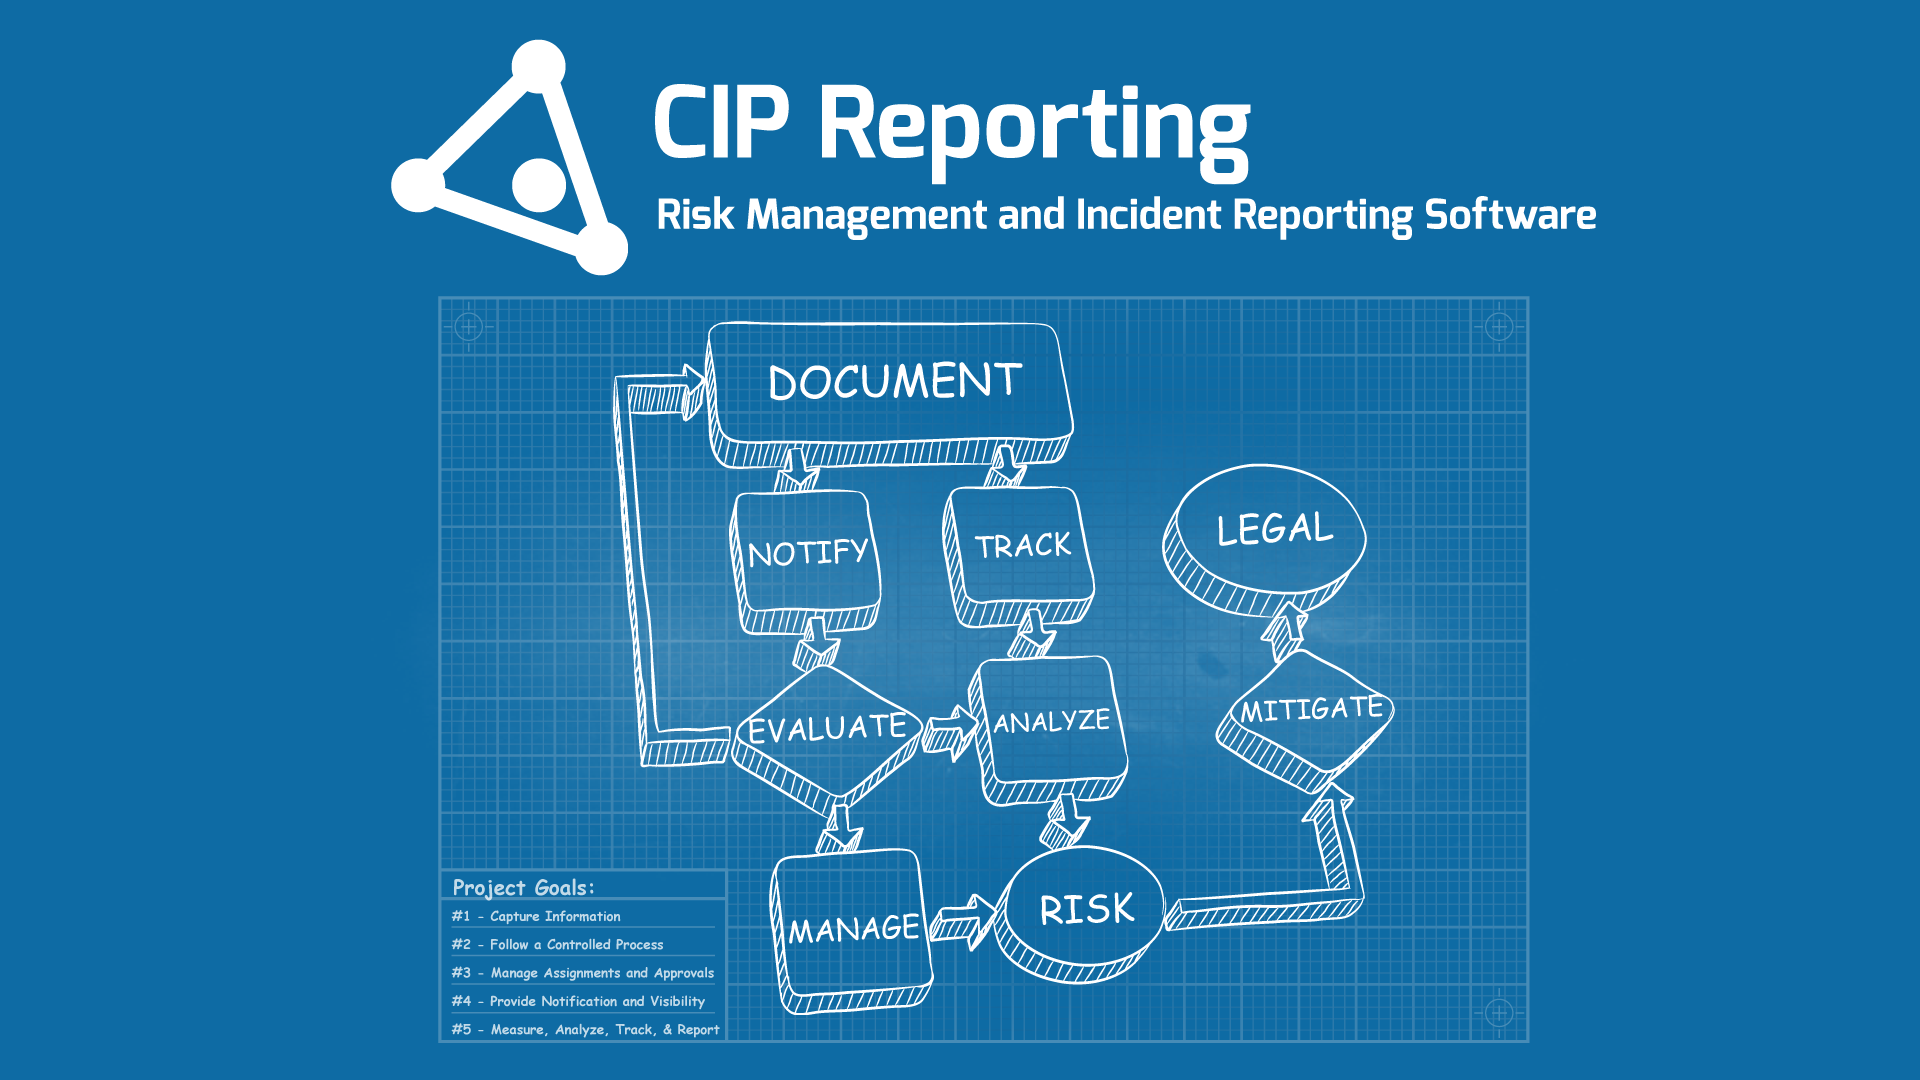 CIP Reporting
Risk Management and Incident Reporting Software
DOCUMENT
NOTIFY
TRACK
LEGAL
EVALUATE
ANALYZE
MITIGATE
MANAGE
RISK
Project Goals:
#1 - Capture Information
#2 - Follow a Controlled Process
#3 - Manage Assignments and Approvals
#4 - Provide Notification and Visibility
#5 - Measure, Analyze, Track, & Report